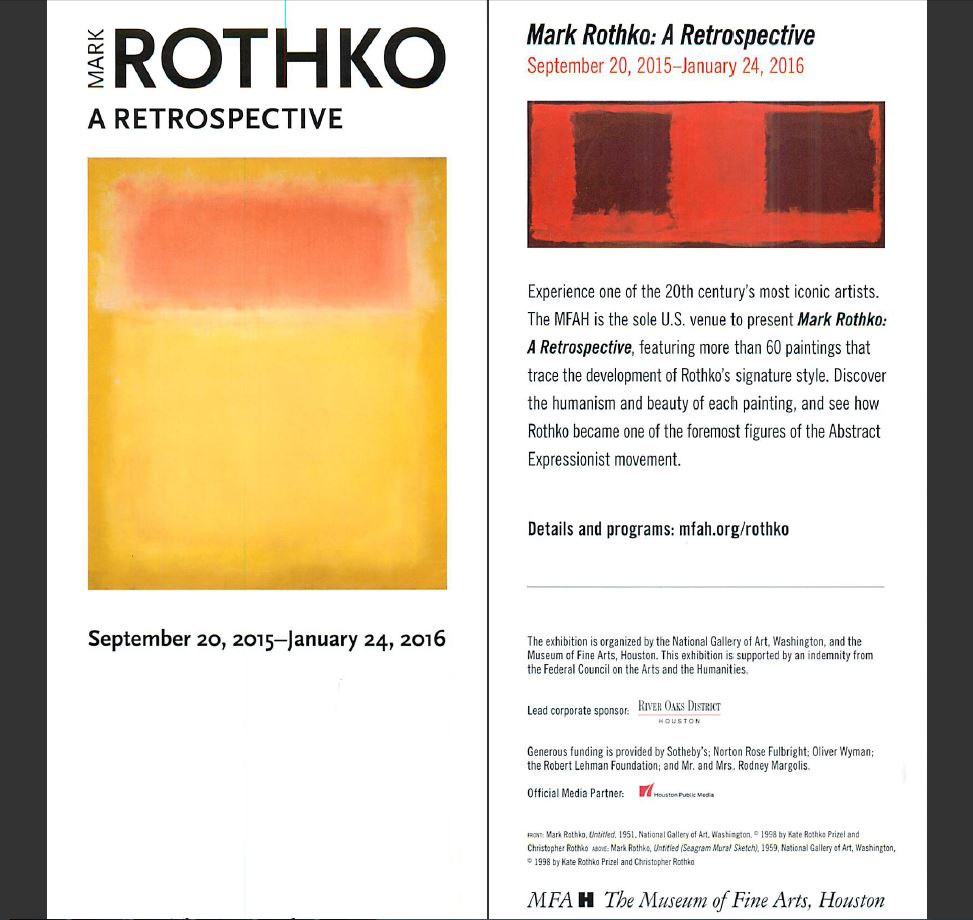 MARK ROTHKO
A RETROSPECTIVE
September 20, 2015–January 24, 2016
Mark Rothko: A Retrospective
September 20, 2015–January 24, 2016
Experience one of the 20th century's most iconic artists.
The MFAH is the sole U.S. venue to present Mark Rothko:
A Retrospective, featuring more than 60 paintings that
trace the development of Rothko's signature style. Discover
the humanism and beauty of each painting, and see how
Rothko became one of the foremost figures of the Abstract
Expressionist movement.
Details and programs: mfah.org/rothko
The exhibition is organized by the National Gallery of Art, Washington, and the
Museum of Fine Arts, Houston. This exhibition is supported by an indemnity from
the Federal Council on the Arts and the Humanities.
Lead corporate sponsor: RIVER OAKS DISTRICT
HOUSTON
Generous funding is provided by Sotheby's; Norton Rose Fulbright; Oliver Wyman;
the Robert Lehman Foundation; and Mr. and Mrs. Rodney Margolis.
Official Media Partner: Houston Public Media
FRONT: Mark Rothko, Untitled, 1951, National Gallery of Art, Washington, © 1998 by Kate Rothko Prizel and
Christopher Rothko ABOVE: Mark Rothko, Untitled (Seagram Mural Sketch), 1959, National Gallery of Art, Washington,
© 1998 by Kate Rothko Prizel and Christopher Rothko
MFAH The Museum of Fine Arts, Houston